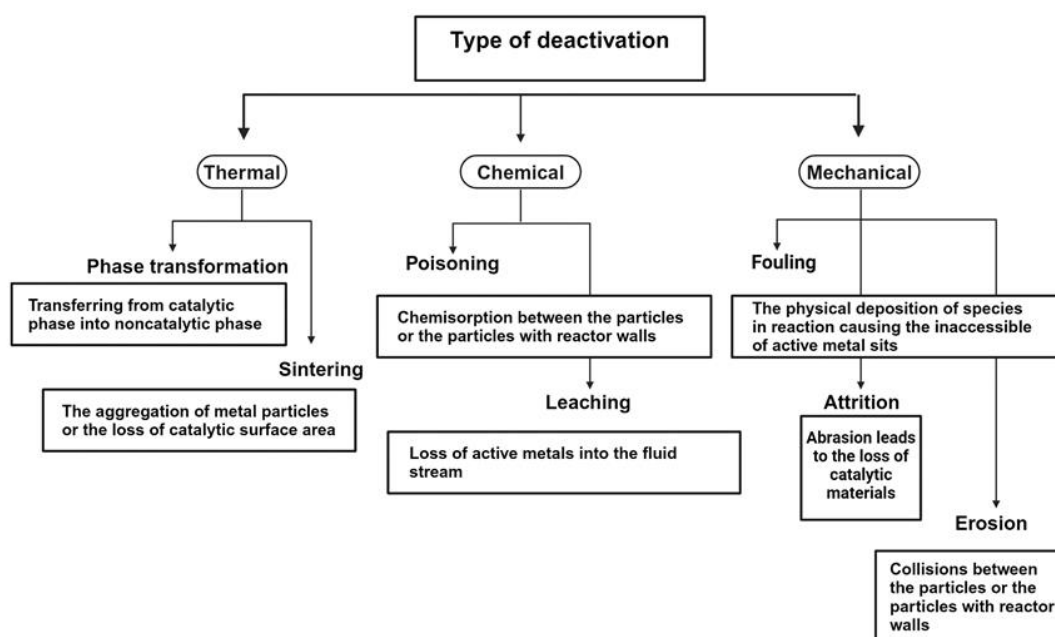 Type of deactivation
Thermal
Chemical
Mechanical
Phase transformation
Transferring from catalytic
phase into noncatalytic phase
Sintering
The aggregation of metal particles
or the loss of catalytic surface area
Poisoning
Chemisorption between the particles
or the particles with reactor walls
Leaching
Loss of active metals into the fluid
stream
Fouling
The physical deposition of species
in reaction causing the inaccessible
of active metal sits
Attrition
Abrasion leads
to the loss of
catalytic
materials
Erosion
Collisions between
the particles or the
particles with reactor
walls